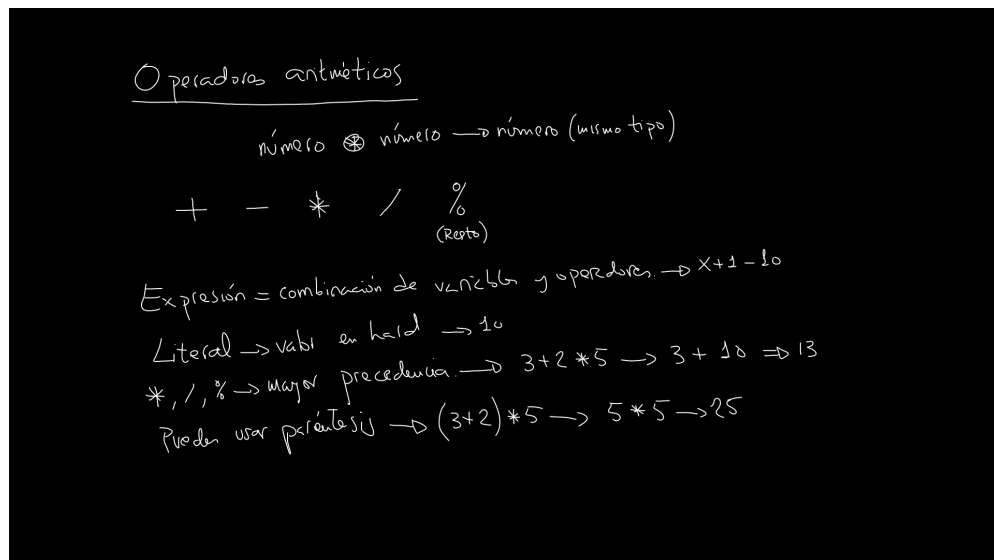 Operadores aritméticos
número ⊛ número → número (mismo tipo)
+ - * / %
(Resto)
Expresión = combinación de variables y operadores. → x+1-10
Literal → valor en hard → 10
*, /, % → mayor precedencia. → 3+2*5 → 3+10 ⇒ 13
Puedes usar paréntesis → (3+2)*5 → 5*5 → 25